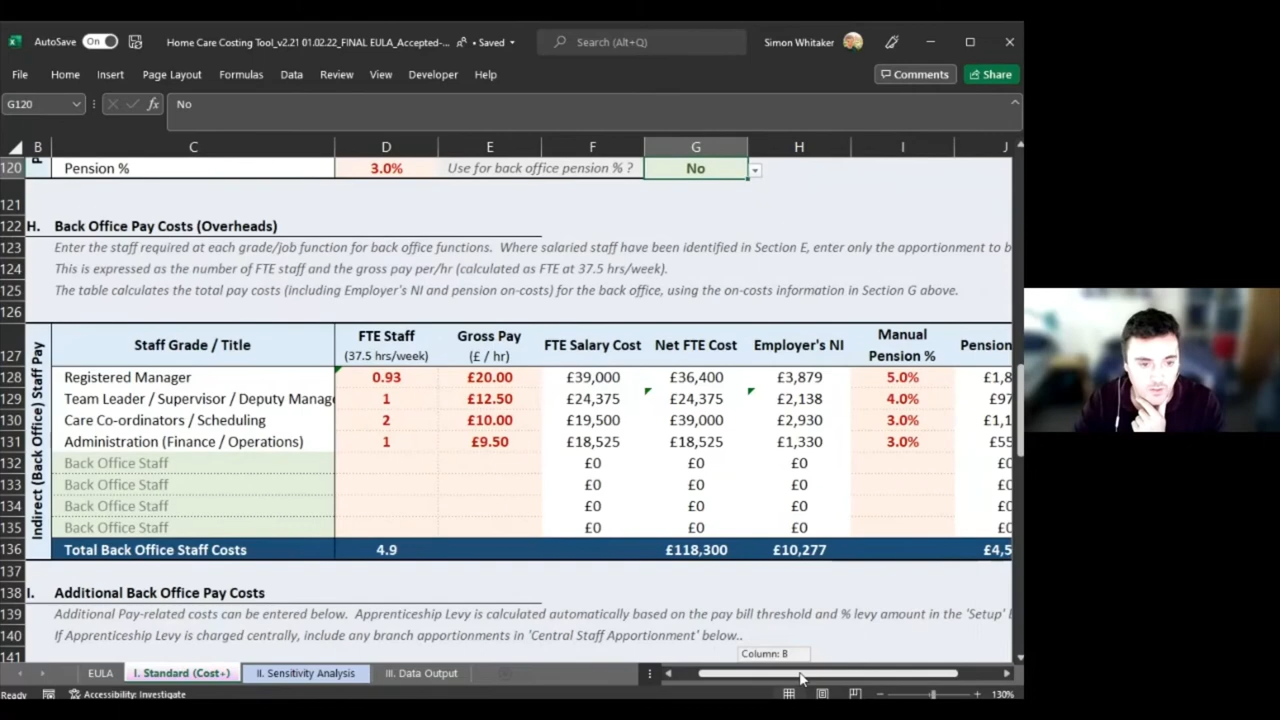 AutoSave On Home Care Costing Tool_v2.21 01.02.22_FINAL EULA_Accepted-... • Saved Search (Alt+Q) Simon Whitaker
File Home Insert Page Layout Formulas Data Review View Developer Help Comments Share
G120 fx No
B C D E F G H I J
120 Pension % 3.0% Use for back office pension % ? No
121
122 H. Back Office Pay Costs (Overheads)
123 Enter the staff required at each grade/job function for back office functions. Where salaried staff have been identified in Section E, enter only the apportionment to b
124 This is expressed as the number of FTE staff and the gross pay per/hr (calculated as FTE at 37.5 hrs/week).
125 The table calculates the total pay costs (including Employer's NI and pension on-costs) for the back office, using the on-costs information in Section G above.
126
127 Staff Grade / Title FTE Staff (37.5 hrs/week) Gross Pay (£ / hr) FTE Salary Cost Net FTE Cost Employer's NI Manual Pension % Pension
Indirect (Back Office) Staff Pay
128 Registered Manager 0.93 £20.00 £39,000 £36,400 £3,879 5.0% £1,8
129 Team Leader / Supervisor / Deputy Manage 1 £12.50 £24,375 £24,375 £2,138 4.0% £97
130 Care Co-ordinators / Scheduling 2 £10.00 £19,500 £39,000 £2,930 3.0% £1,1
131 Administration (Finance / Operations) 1 £9.50 £18,525 £18,525 £1,330 3.0% £55
132 Back Office Staff £0 £0 £0 £0
133 Back Office Staff £0 £0 £0 £0
134 Back Office Staff £0 £0 £0 £0
135 Back Office Staff £0 £0 £0 £0
136 Total Back Office Staff Costs 4.9 £118,300 £10,277 £4,5
137
138 I. Additional Back Office Pay Costs
139 Additional Pay-related costs can be entered below. Apprenticeship Levy is calculated automatically based on the pay bill threshold and % levy amount in the 'Setup'
140 If Apprenticeship Levy is charged centrally, include any branch apportionments in 'Central Staff Apportionment' below..
141 Column: B
EULA I. Standard (Cost+) II. Sensitivity Analysis III. Data Output
Ready Accessibility: Investigate 130%